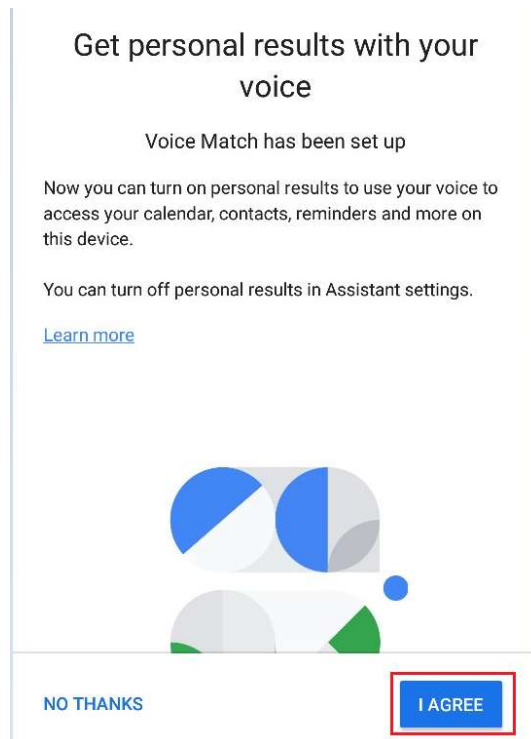 Get personal results with your
voice
Voice Match has been set up
Now you can turn on personal results to use your voice to
access your calendar, contacts, reminders and more on
this device.
You can turn off personal results in Assistant settings.
Learn more
NO THANKS
I AGREE